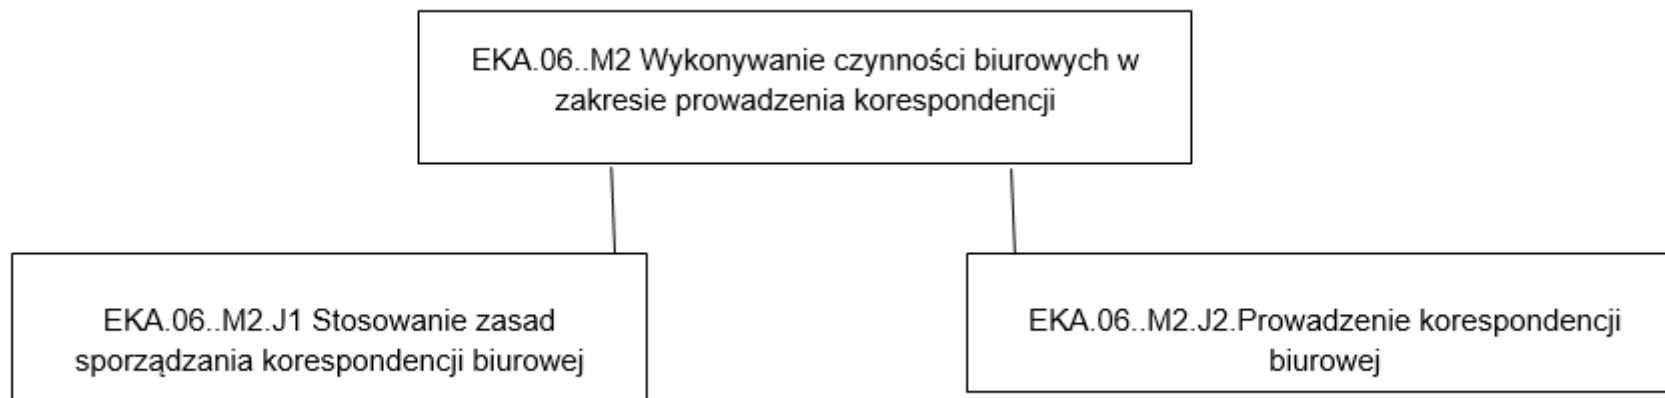 EKA.06..M2 Wykonywanie czynności biurowych w
zakresie prowadzenia korespondencji
EKA.06..M2.J1 Stosowanie zasad
sporządzania korespondencji biurowej
EKA.06..M2.J2.Prowadzenie korespondencji
biurowej